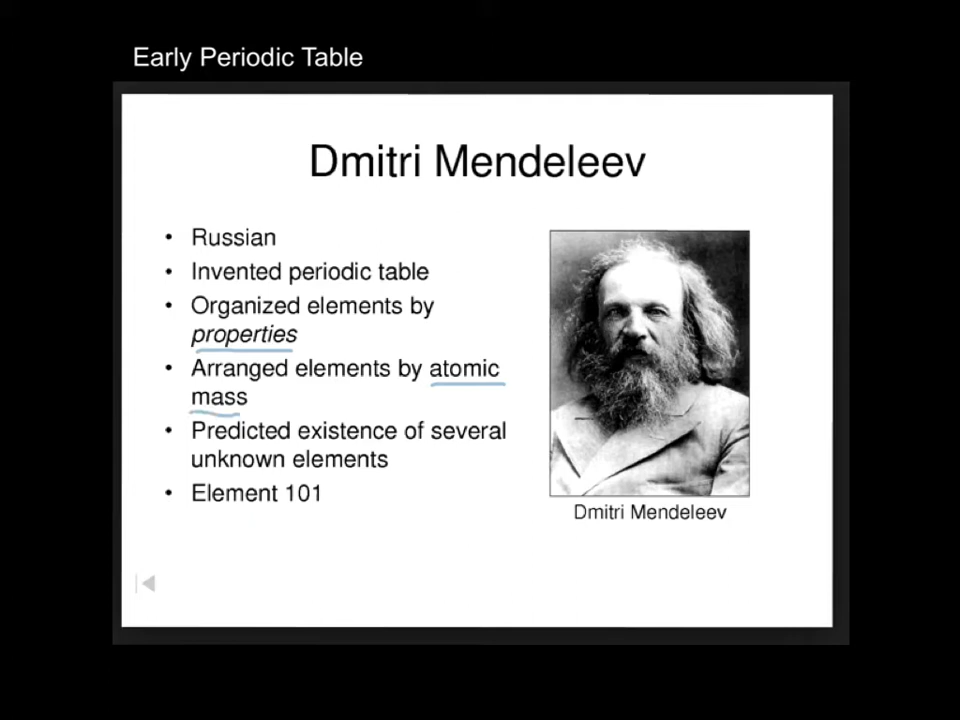 Early Periodic Table
Dmitri Mendeleev
• Russian
• Invented periodic table
• Organized elements by
properties
• Arranged elements by atomic
mass
• Predicted existence of several
unknown elements
• Element 101
Dmitri Mendeleev